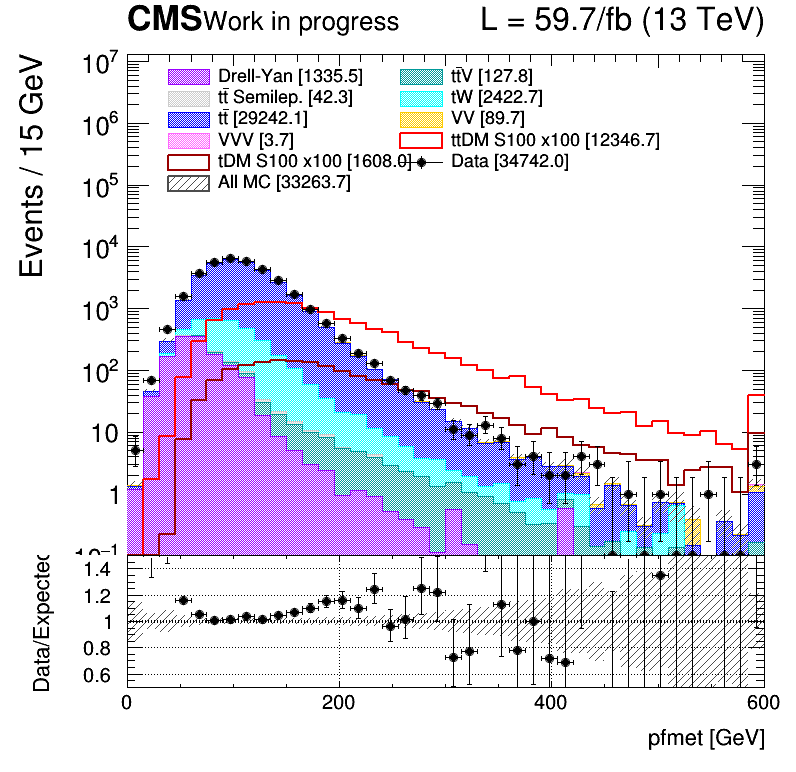 CMS Work in progress L = 59.7/fb (13 TeV)
Events / 15 GeV
10⁷
10⁶
10⁵
10⁴
10³
10²
10
1
10⁻¹
Drell-Yan [1335.5] tt̄V [127.8]
tt̄ Semilep. [42.3] tW [2422.7]
tt̄ [29242.1] VV [89.7]
VVV [3.7] ttDM S100 x100 [12346.7]
tDM S100 x100 [1608.0] Data [34742.0]
All MC [33263.7]
Data/Expected
1.4
1.2
1
0.8
0.6
0 200 400 600
pfmet [GeV]